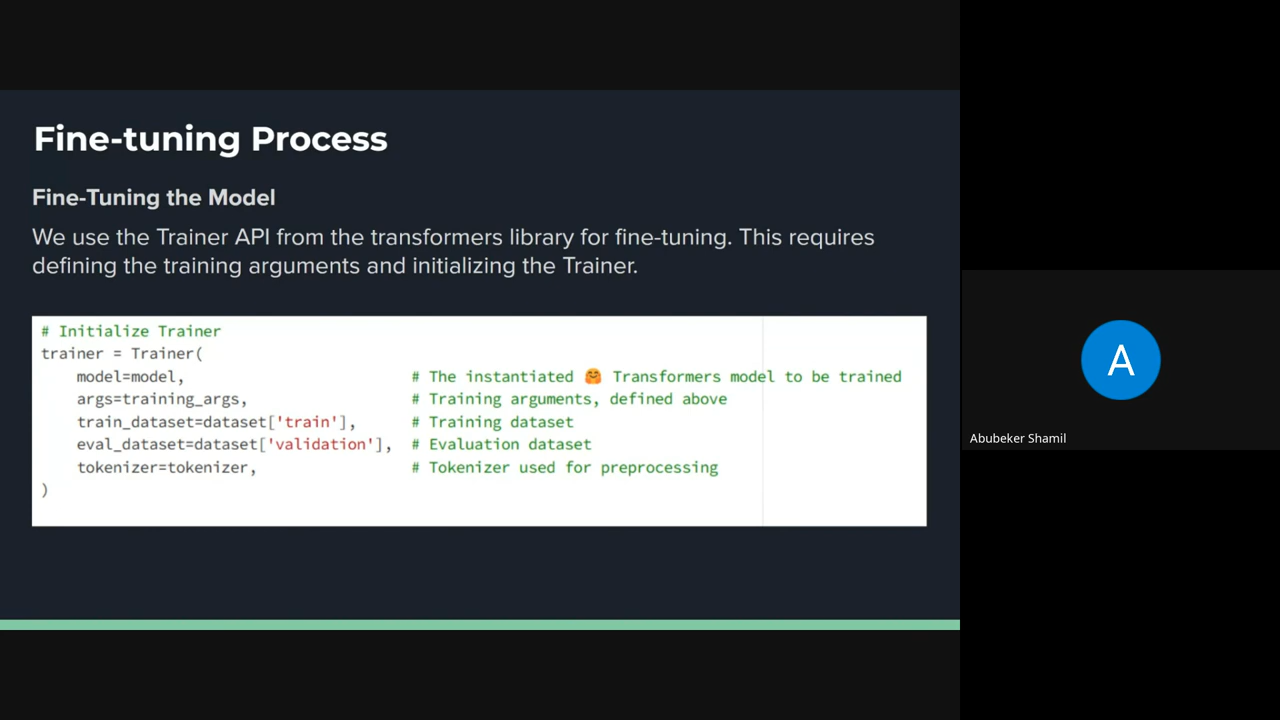 Fine-tuning Process
Fine-Tuning the Model
We use the Trainer API from the transformers library for fine-tuning. This requires
defining the training arguments and initializing the Trainer.
# Initialize Trainer
trainer = Trainer(
    model=model,                          # The instantiated 🤗 Transformers model to be trained
    args=training_args,                   # Training arguments, defined above
    train_dataset=dataset['train'],       # Training dataset
    eval_dataset=dataset['validation'],   # Evaluation dataset
    tokenizer=tokenizer,                  # Tokenizer used for preprocessing
)
A
Abubeker Shamil